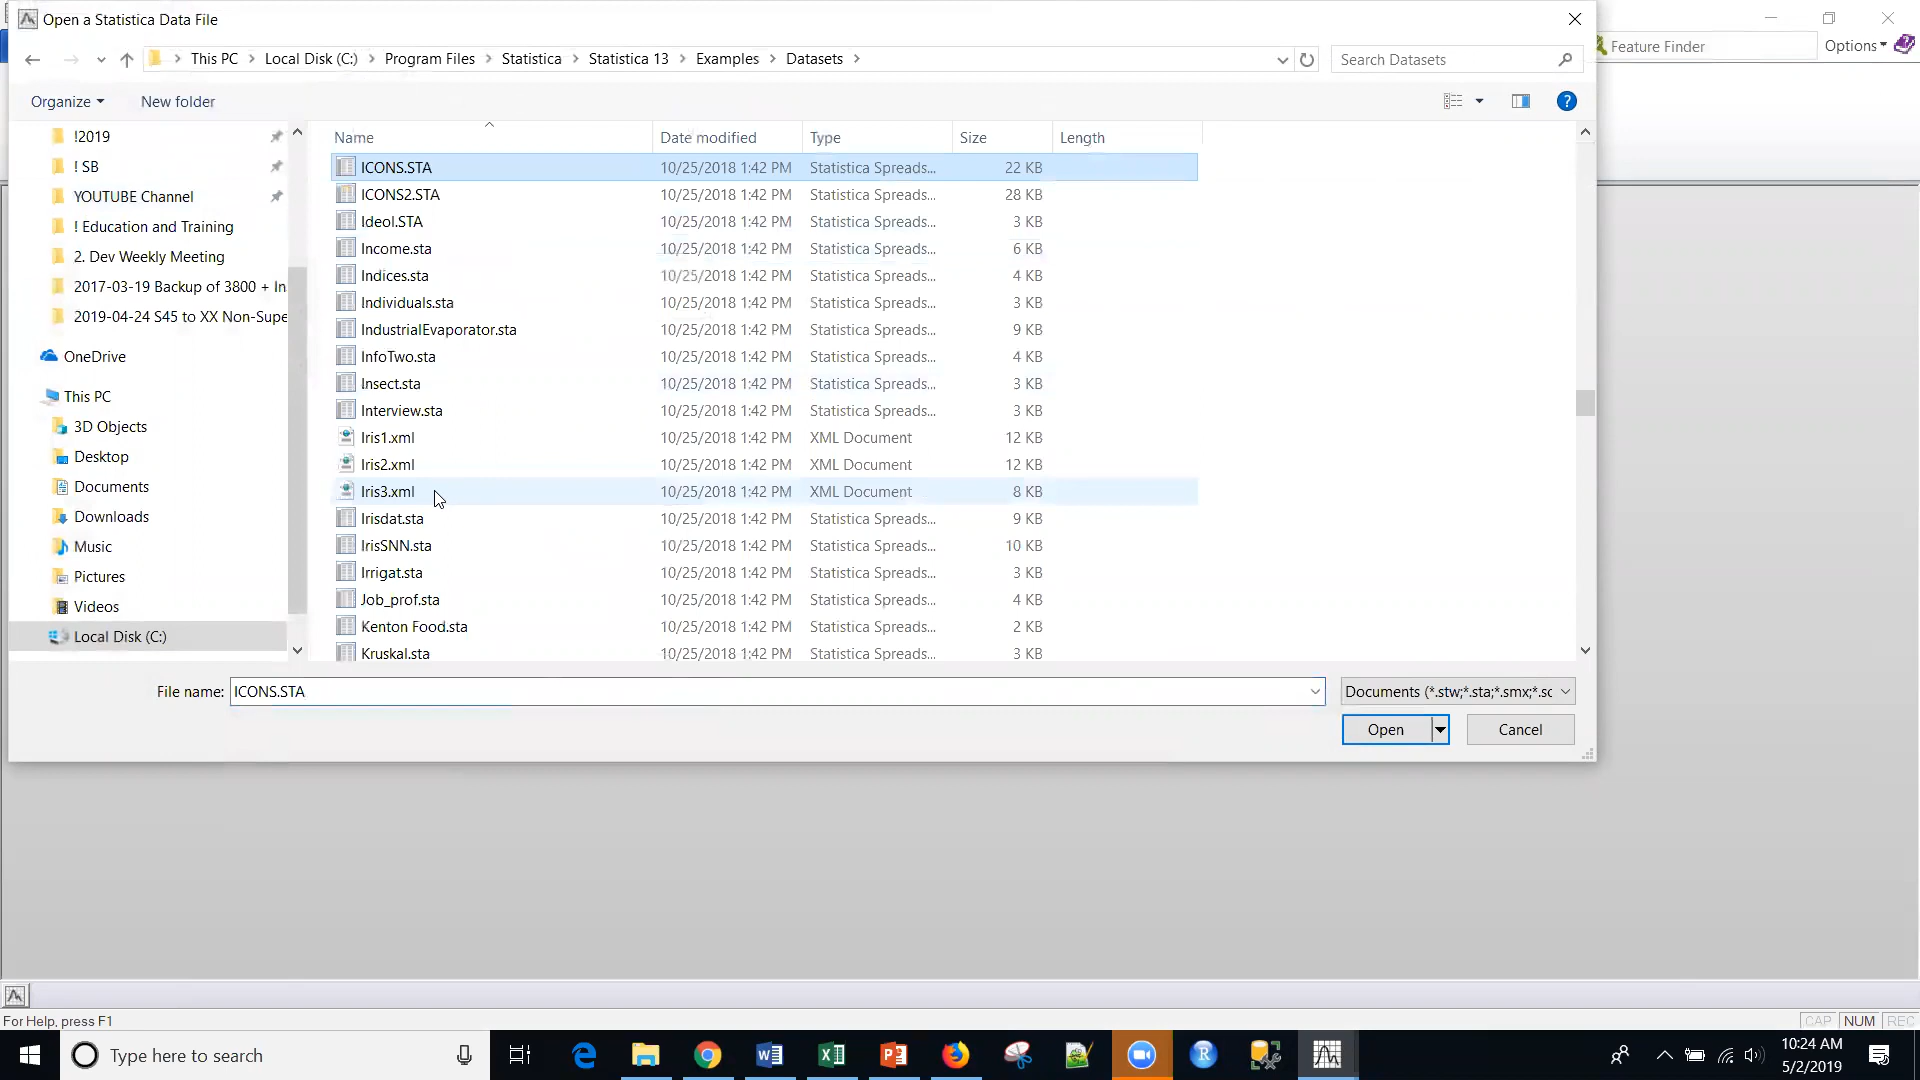 Open a Statistica Data File
This PC > Local Disk (C:) > Program Files > Statistica > Statistica 13 > Examples > Datasets >
Search Datasets
Feature Finder
Options
Organize
New folder
Name Date modified Type Size Length
!2019
! SB
YOUTUBE Channel
! Education and Training
2. Dev Weekly Meeting
2017-03-19 Backup of 3800 + In
2019-04-24 S45 to XX Non-Supe
OneDrive
This PC
3D Objects
Desktop
Documents
Downloads
Music
Pictures
Videos
Local Disk (C:)
ICONS.STA 10/25/2018 1:42 PM Statistica Spreads... 22 KB
ICONS2.STA 10/25/2018 1:42 PM Statistica Spreads... 28 KB
Ideol.STA 10/25/2018 1:42 PM Statistica Spreads... 3 KB
Income.sta 10/25/2018 1:42 PM Statistica Spreads... 6 KB
Indices.sta 10/25/2018 1:42 PM Statistica Spreads... 4 KB
Individuals.sta 10/25/2018 1:42 PM Statistica Spreads... 3 KB
IndustrialEvaporator.sta 10/25/2018 1:42 PM Statistica Spreads... 9 KB
InfoTwo.sta 10/25/2018 1:42 PM Statistica Spreads... 4 KB
Insect.sta 10/25/2018 1:42 PM Statistica Spreads... 3 KB
Interview.sta 10/25/2018 1:42 PM Statistica Spreads... 3 KB
Iris1.xml 10/25/2018 1:42 PM XML Document 12 KB
Iris2.xml 10/25/2018 1:42 PM XML Document 12 KB
Iris3.xml 10/25/2018 1:42 PM XML Document 8 KB
Irisdat.sta 10/25/2018 1:42 PM Statistica Spreads... 9 KB
IrisSNN.sta 10/25/2018 1:42 PM Statistica Spreads... 10 KB
Irrigat.sta 10/25/2018 1:42 PM Statistica Spreads... 3 KB
Job_prof.sta 10/25/2018 1:42 PM Statistica Spreads... 4 KB
Kenton Food.sta 10/25/2018 1:42 PM Statistica Spreads... 2 KB
Kruskal.sta 10/25/2018 1:42 PM Statistica Spreads... 3 KB
File name: ICONS.STA
Documents (*.stw;*.sta;*.smx;*.sc
Open
Cancel
For Help, press F1
CAP NUM REC
Type here to search
10:24 AM
5/2/2019